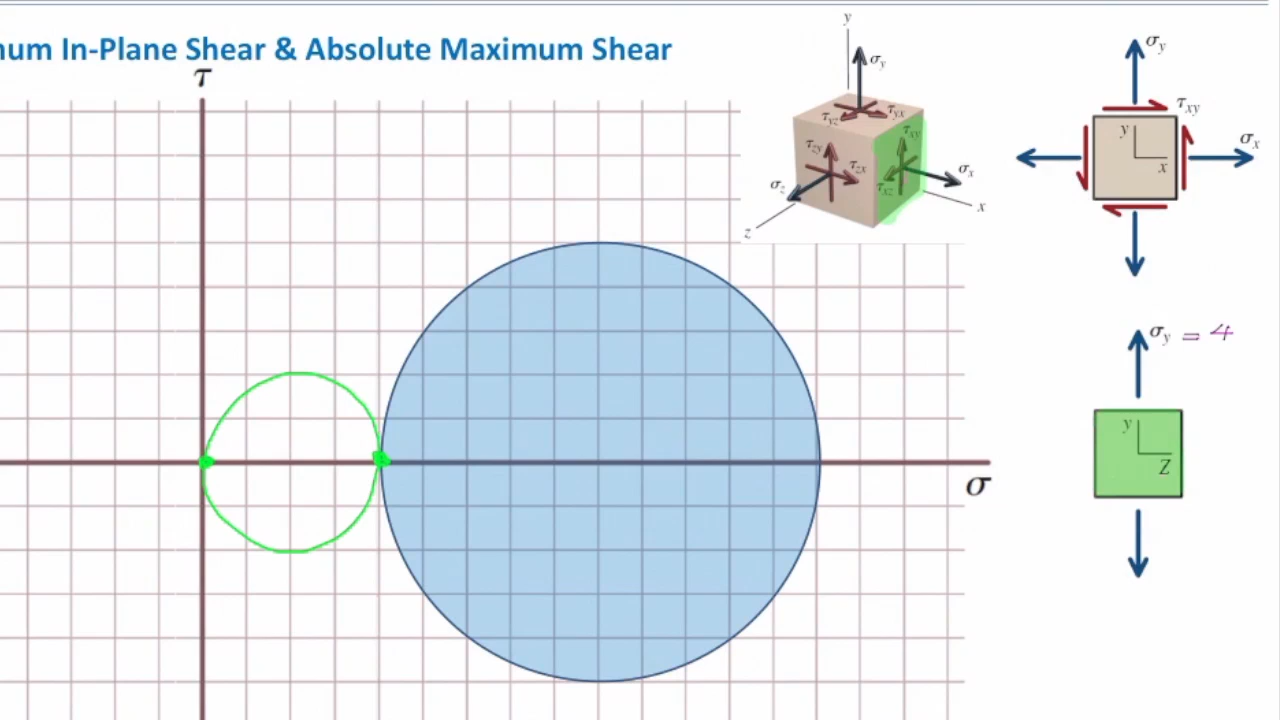 num In-Plane Shear & Absolute Maximum Shear
τ
σ
y
σy
τyz
τyx
τxy
τzy
τzx
τxz
σx
σz
x
z
σy
τxy
σx
y
x
σy = 4
y
Z